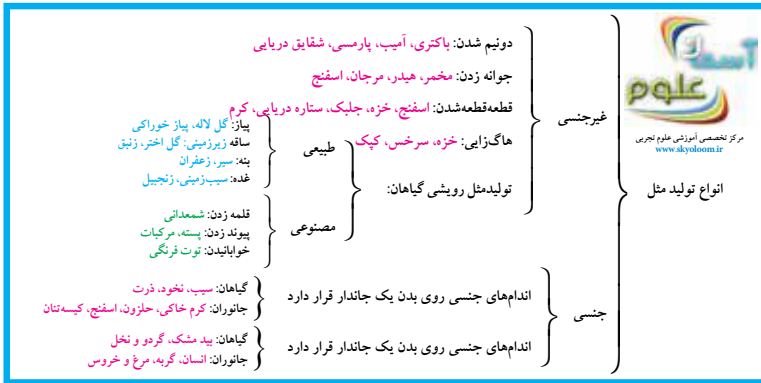 آسمان
علوم
مرکز تخصصی آموزشی علوم تجربی
www.skyoloom.ir
انواع تولید مثل
غیرجنسی
دونیم شدن: باکتری، آمیب، پارمسی، شقایق دریایی
جوانه زدن: مخمر، هیدر، مرجان، اسفنج
قطعه‌قطعه‌شدن: اسفنج، خزه، جلبک، ستاره دریایی، کرم
هاگ‌زایی: خزه، سرخس، کپک
تولیدمثل رویشی گیاهان:
طبیعی
پیاز: گل لاله، پیاز خوراکی
ساقه زیرزمینی: گل اختر، زنبق
بنه: سیر، زعفران
غده: سیب‌زمینی، زنجبیل
مصنوعی
قلمه زدن: شمعدانی
پیوند زدن: پسته، مرکبات
خوابانیدن: توت فرنگی
جنسی
اندام‌های جنسی روی بدن یک جاندار قرار دارد
گیاهان: سیب، نخود، ذرت
جانوران: کرم خاکی، حلزون، اسفنج، کیسه‌تنان
اندام‌های جنسی روی بدن یک جاندار قرار دارد
گیاهان: بید مشک، گردو و نخل
جانوران: انسان، گربه، مرغ و خروس